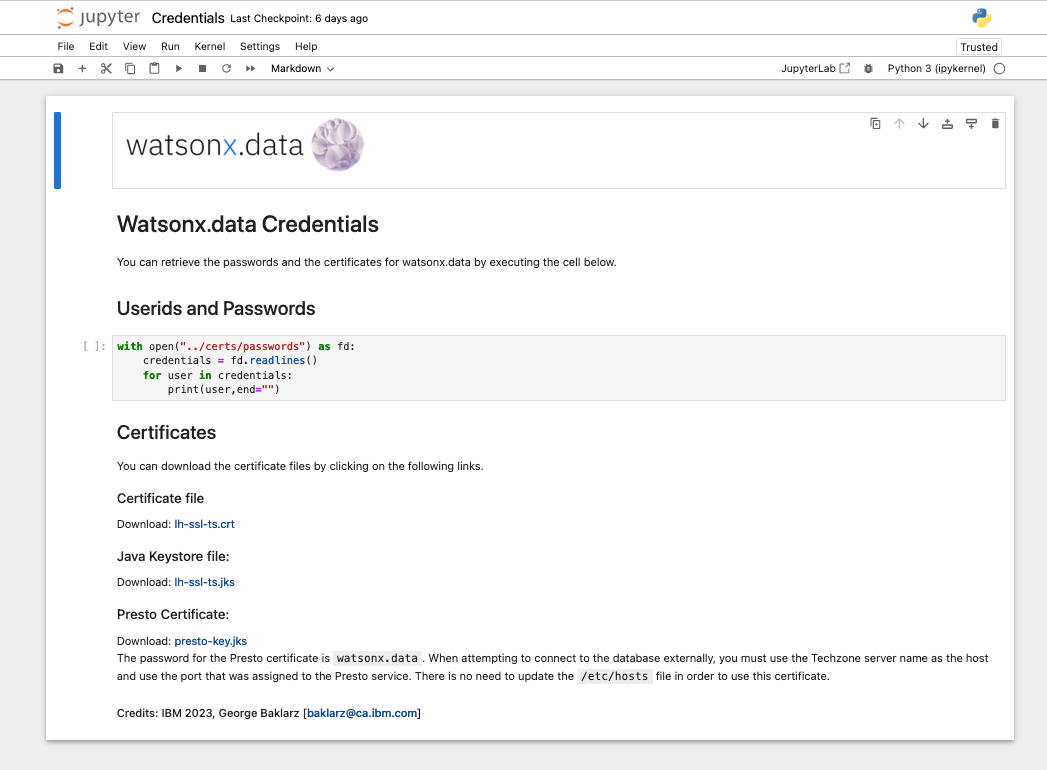 jupyter Credentials Last Checkpoint: 6 days ago
File Edit View Run Kernel Settings Help Trusted
Markdown JupyterLab Python 3 (ipykernel)
watsonx.data
Watsonx.data Credentials
You can retrieve the passwords and the certificates for watsonx.data by executing the cell below.
Userids and Passwords
[ ]: with open("../certs/passwords") as fd:
credentials = fd.readlines()
for user in credentials:
print(user,end="")
Certificates
You can download the certificate files by clicking on the following links.
Certificate file
Download: lh-ssl-ts.crt
Java Keystore file:
Download: lh-ssl-ts.jks
Presto Certificate:
Download: presto-key.jks
The password for the Presto certificate is watsonx.data . When attempting to connect to the database externally, you must use the Techzone server name as the host
and use the port that was assigned to the Presto service. There is no need to update the /etc/hosts file in order to use this certificate.
Credits: IBM 2023, George Baklarz [baklarz@ca.ibm.com]